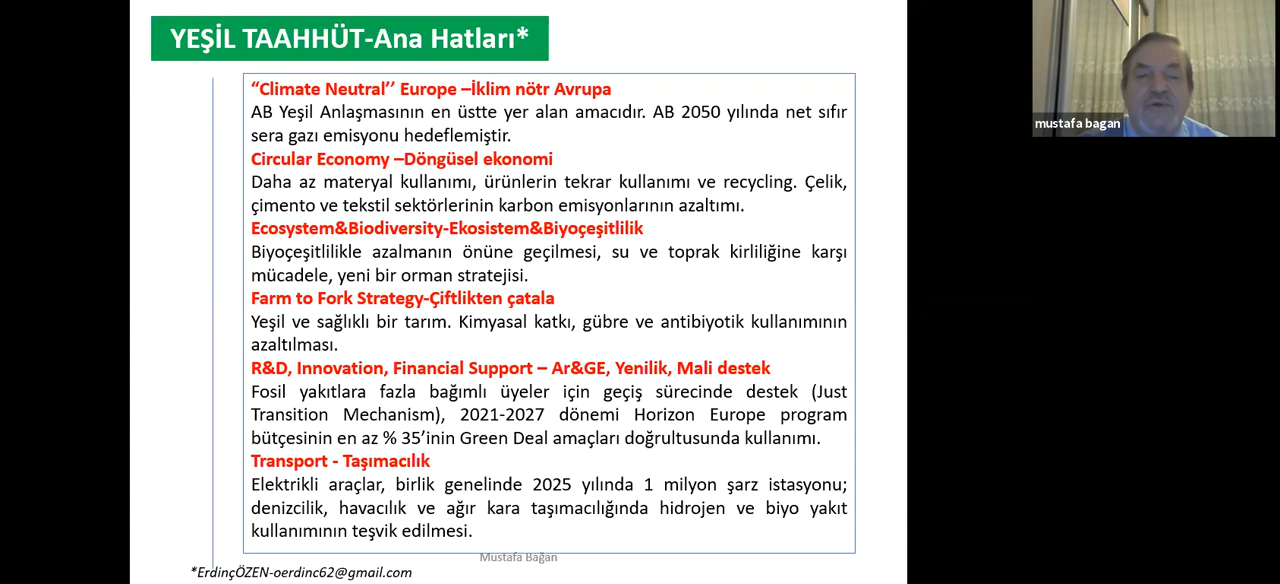 YEŞİL TAAHHÜT-Ana Hatları*
“Climate Neutral’’ Europe –İklim nötr Avrupa
AB Yeşil Anlaşmasının en üstte yer alan amacıdır. AB 2050 yılında net sıfır
sera gazı emisyonu hedeflemiştir.
Circular Economy –Döngüsel ekonomi
Daha az materyal kullanımı, ürünlerin tekrar kullanımı ve recycling. Çelik,
çimento ve tekstil sektörlerinin karbon emisyonlarının azaltımı.
Ecosystem&Biodiversity-Ekosistem&Biyoçeşitlilik
Biyoçeşitlilikle azalmanın önüne geçilmesi, su ve toprak kirliliğine karşı
mücadele, yeni bir orman stratejisi.
Farm to Fork Strategy-Çiftlikten çatala
Yeşil ve sağlıklı bir tarım. Kimyasal katkı, gübre ve antibiyotik kullanımının
azaltılması.
R&D, Innovation, Financial Support – Ar&GE, Yenilik, Mali destek
Fosil yakıtlara fazla bağımlı üyeler için geçiş sürecinde destek (Just
Transition Mechanism), 2021-2027 dönemi Horizon Europe program
bütçesinin en az % 35’inin Green Deal amaçları doğrultusunda kullanımı.
Transport - Taşımacılık
Elektrikli araçlar, birlik genelinde 2025 yılında 1 milyon şarz istasyonu;
denizcilik, havacılık ve ağır kara taşımacılığında hidrojen ve biyo yakıt
kullanımının teşvik edilmesi.
Mustafa Bağan
*ErdinçÖZEN-oerdinc62@gmail.com
mustafa bagan